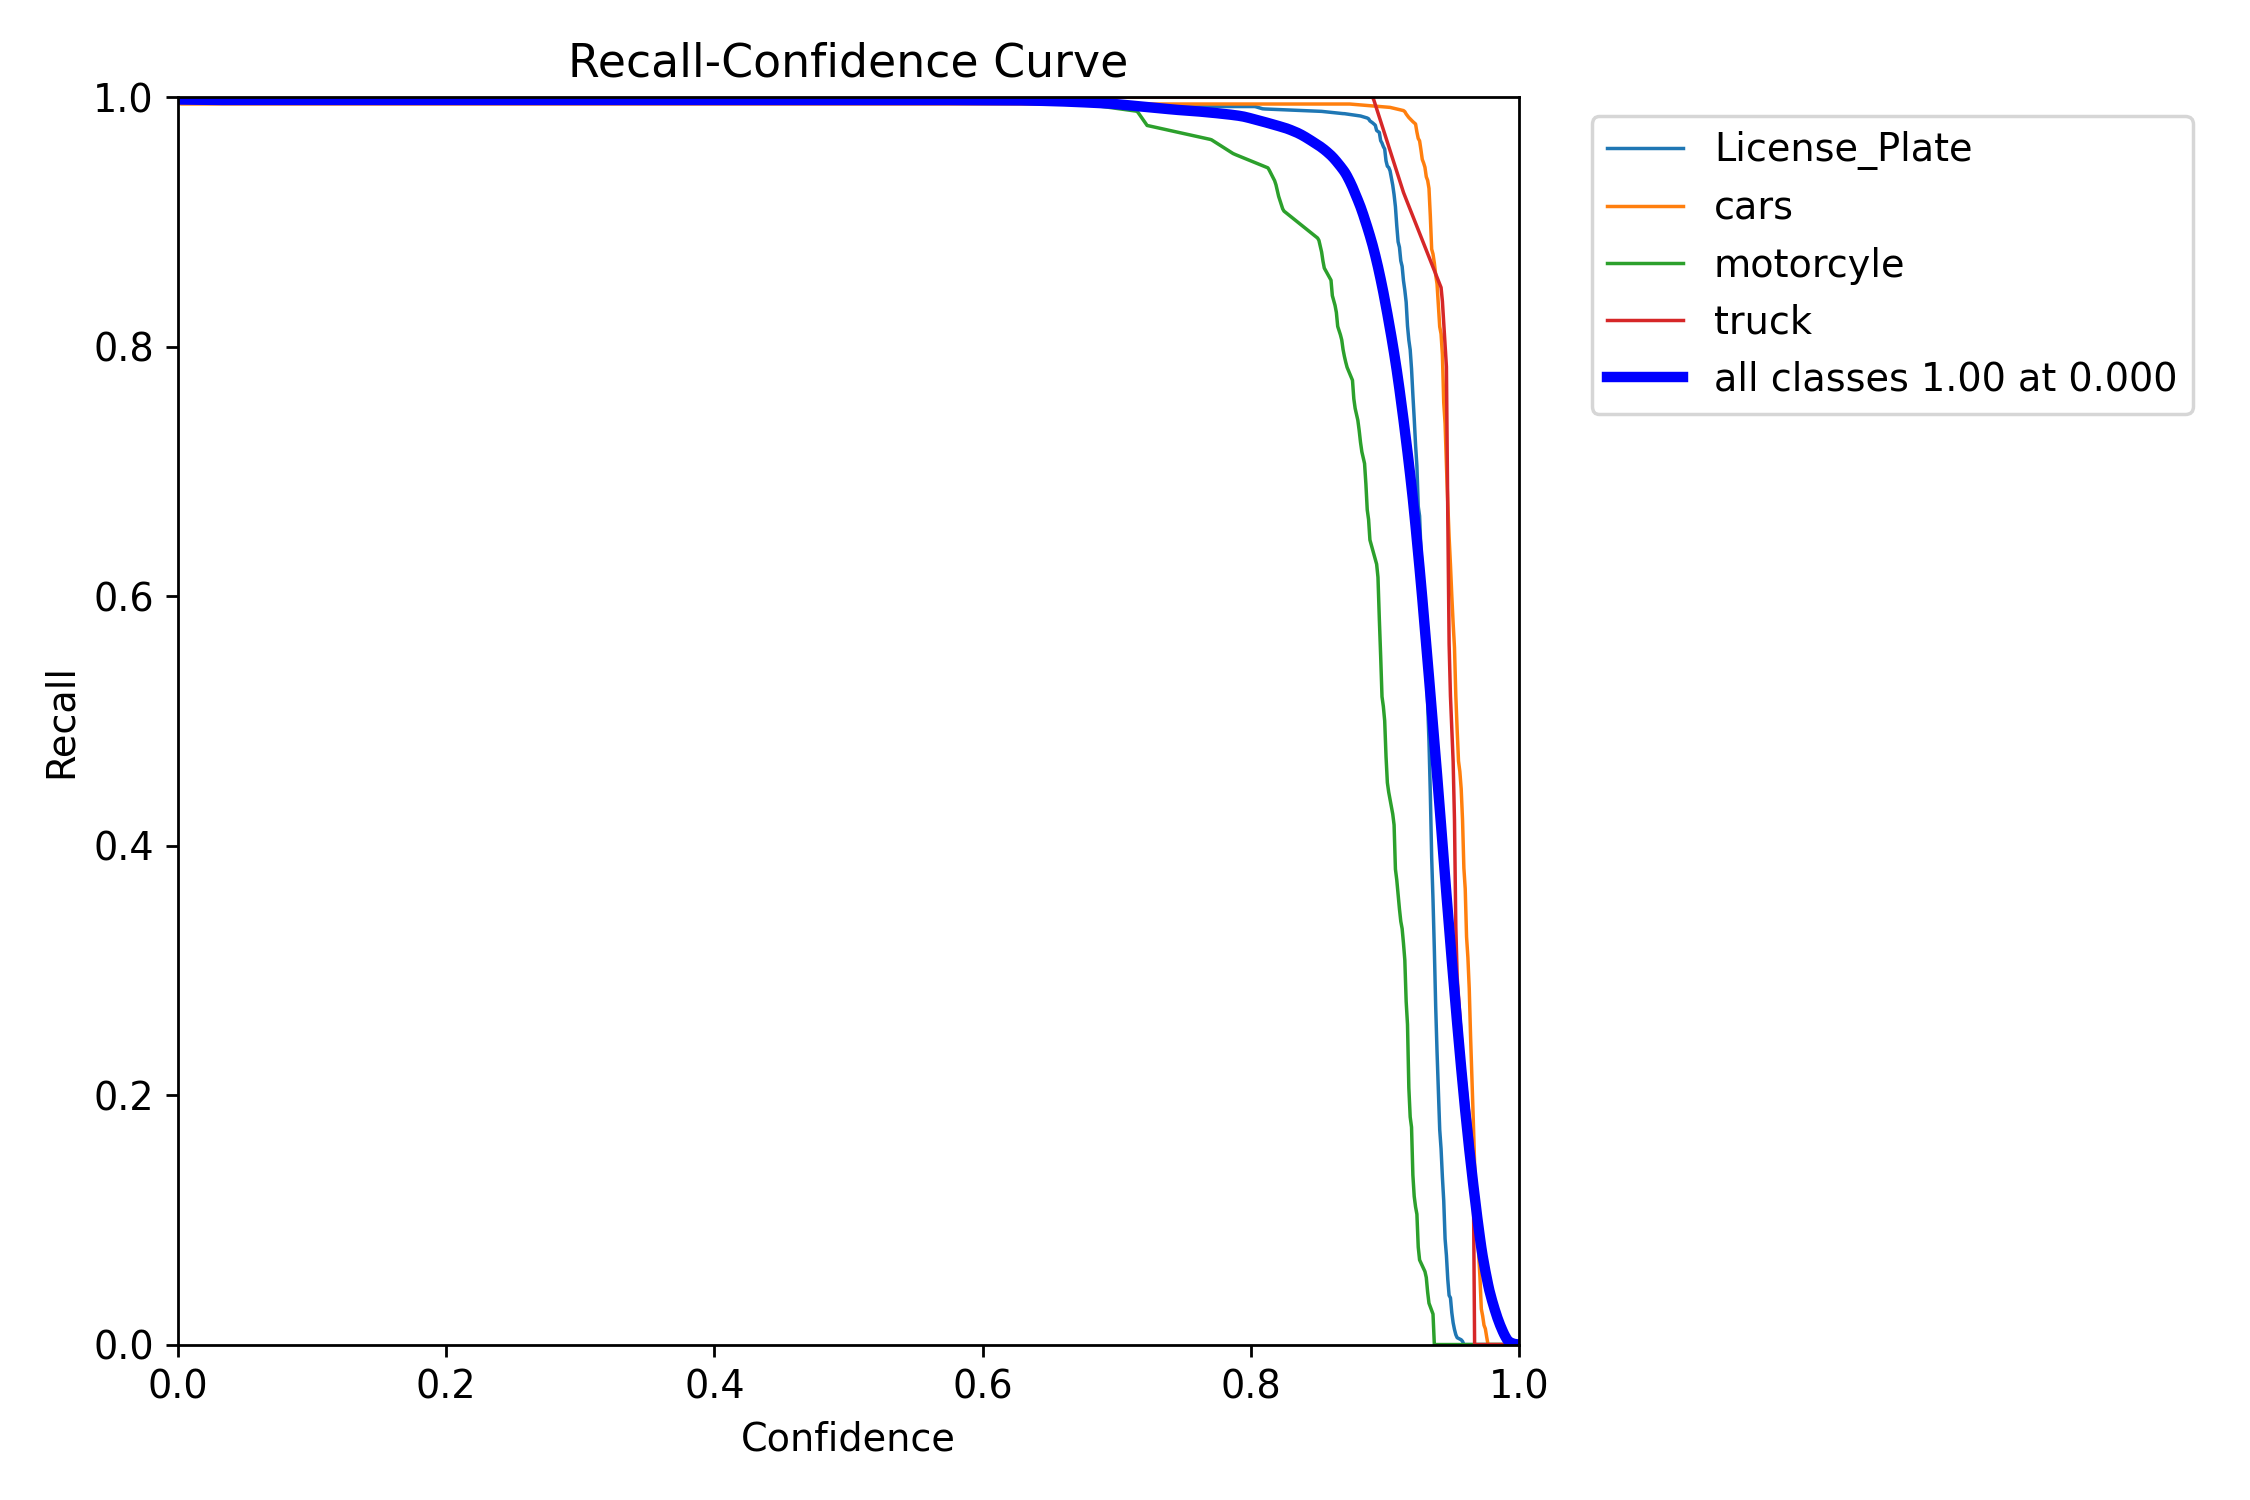 Recall-Confidence Curve
1.0
0.8
0.6
0.4
0.2
0.0
Recall
0.0 0.2 0.4 0.6 0.8 1.0
Confidence
License_Plate
cars
motorcyle
truck
all classes 1.00 at 0.000